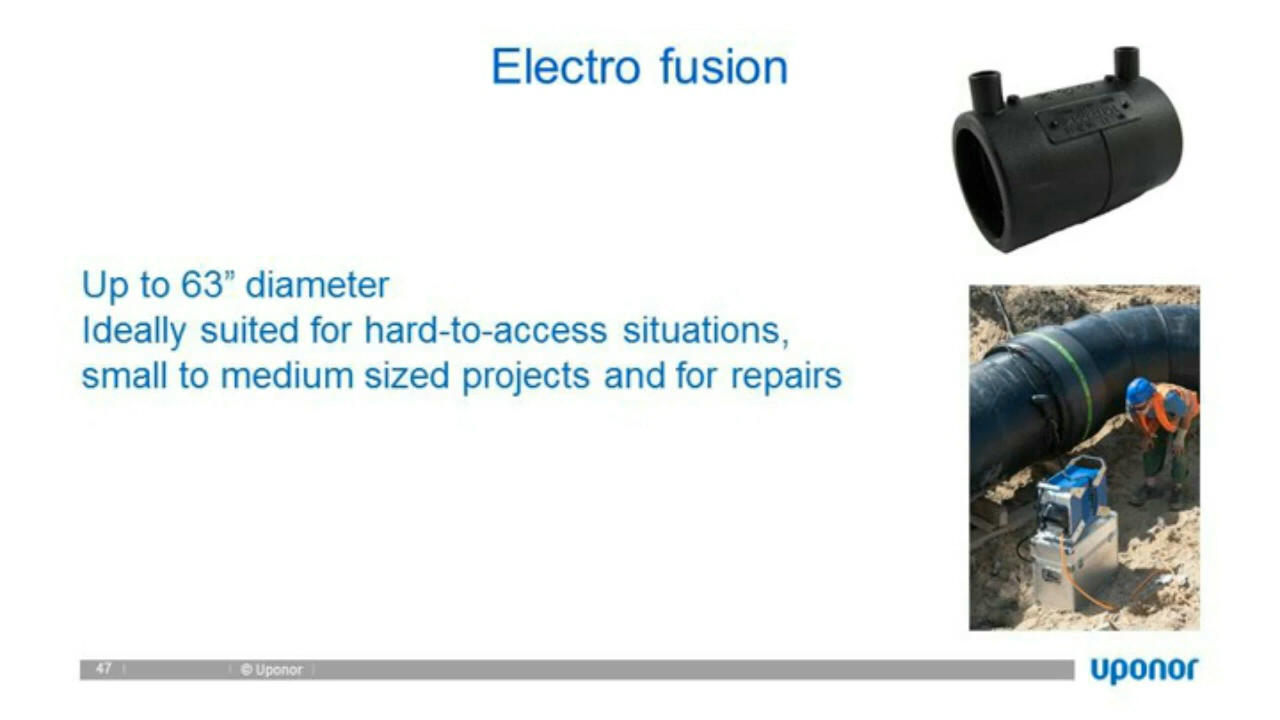 Electro fusion
Up to 63” diameter
Ideally suited for hard-to-access situations,
small to medium sized projects and for repairs
47
© Uponor
uponor